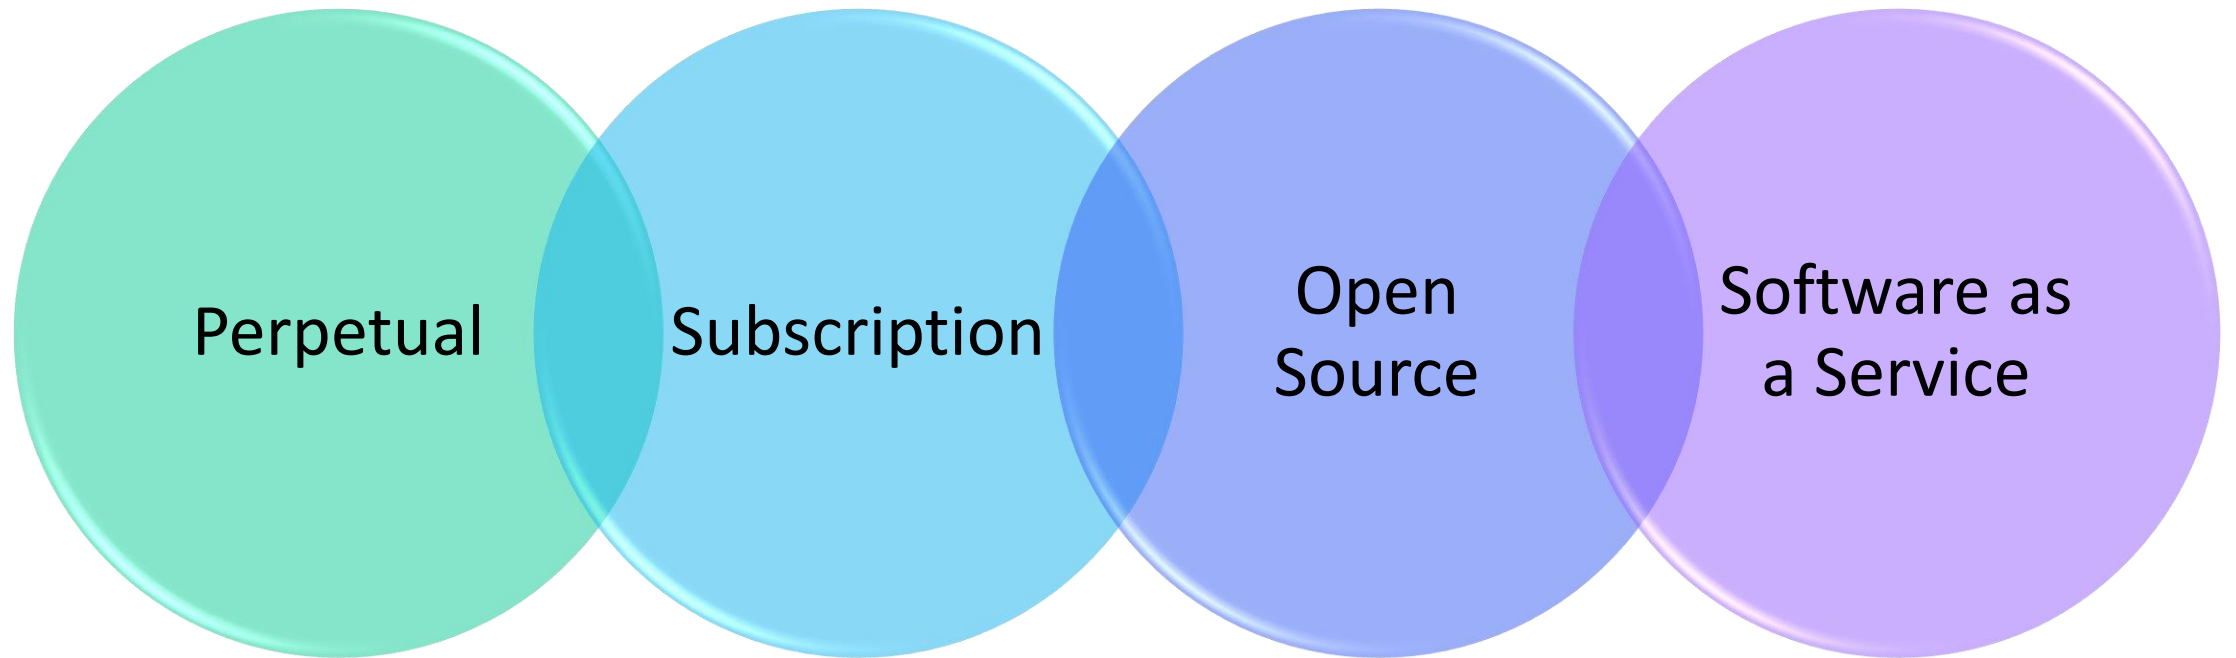 Perpetual
Subscription
Open
Source
Software as
a Service